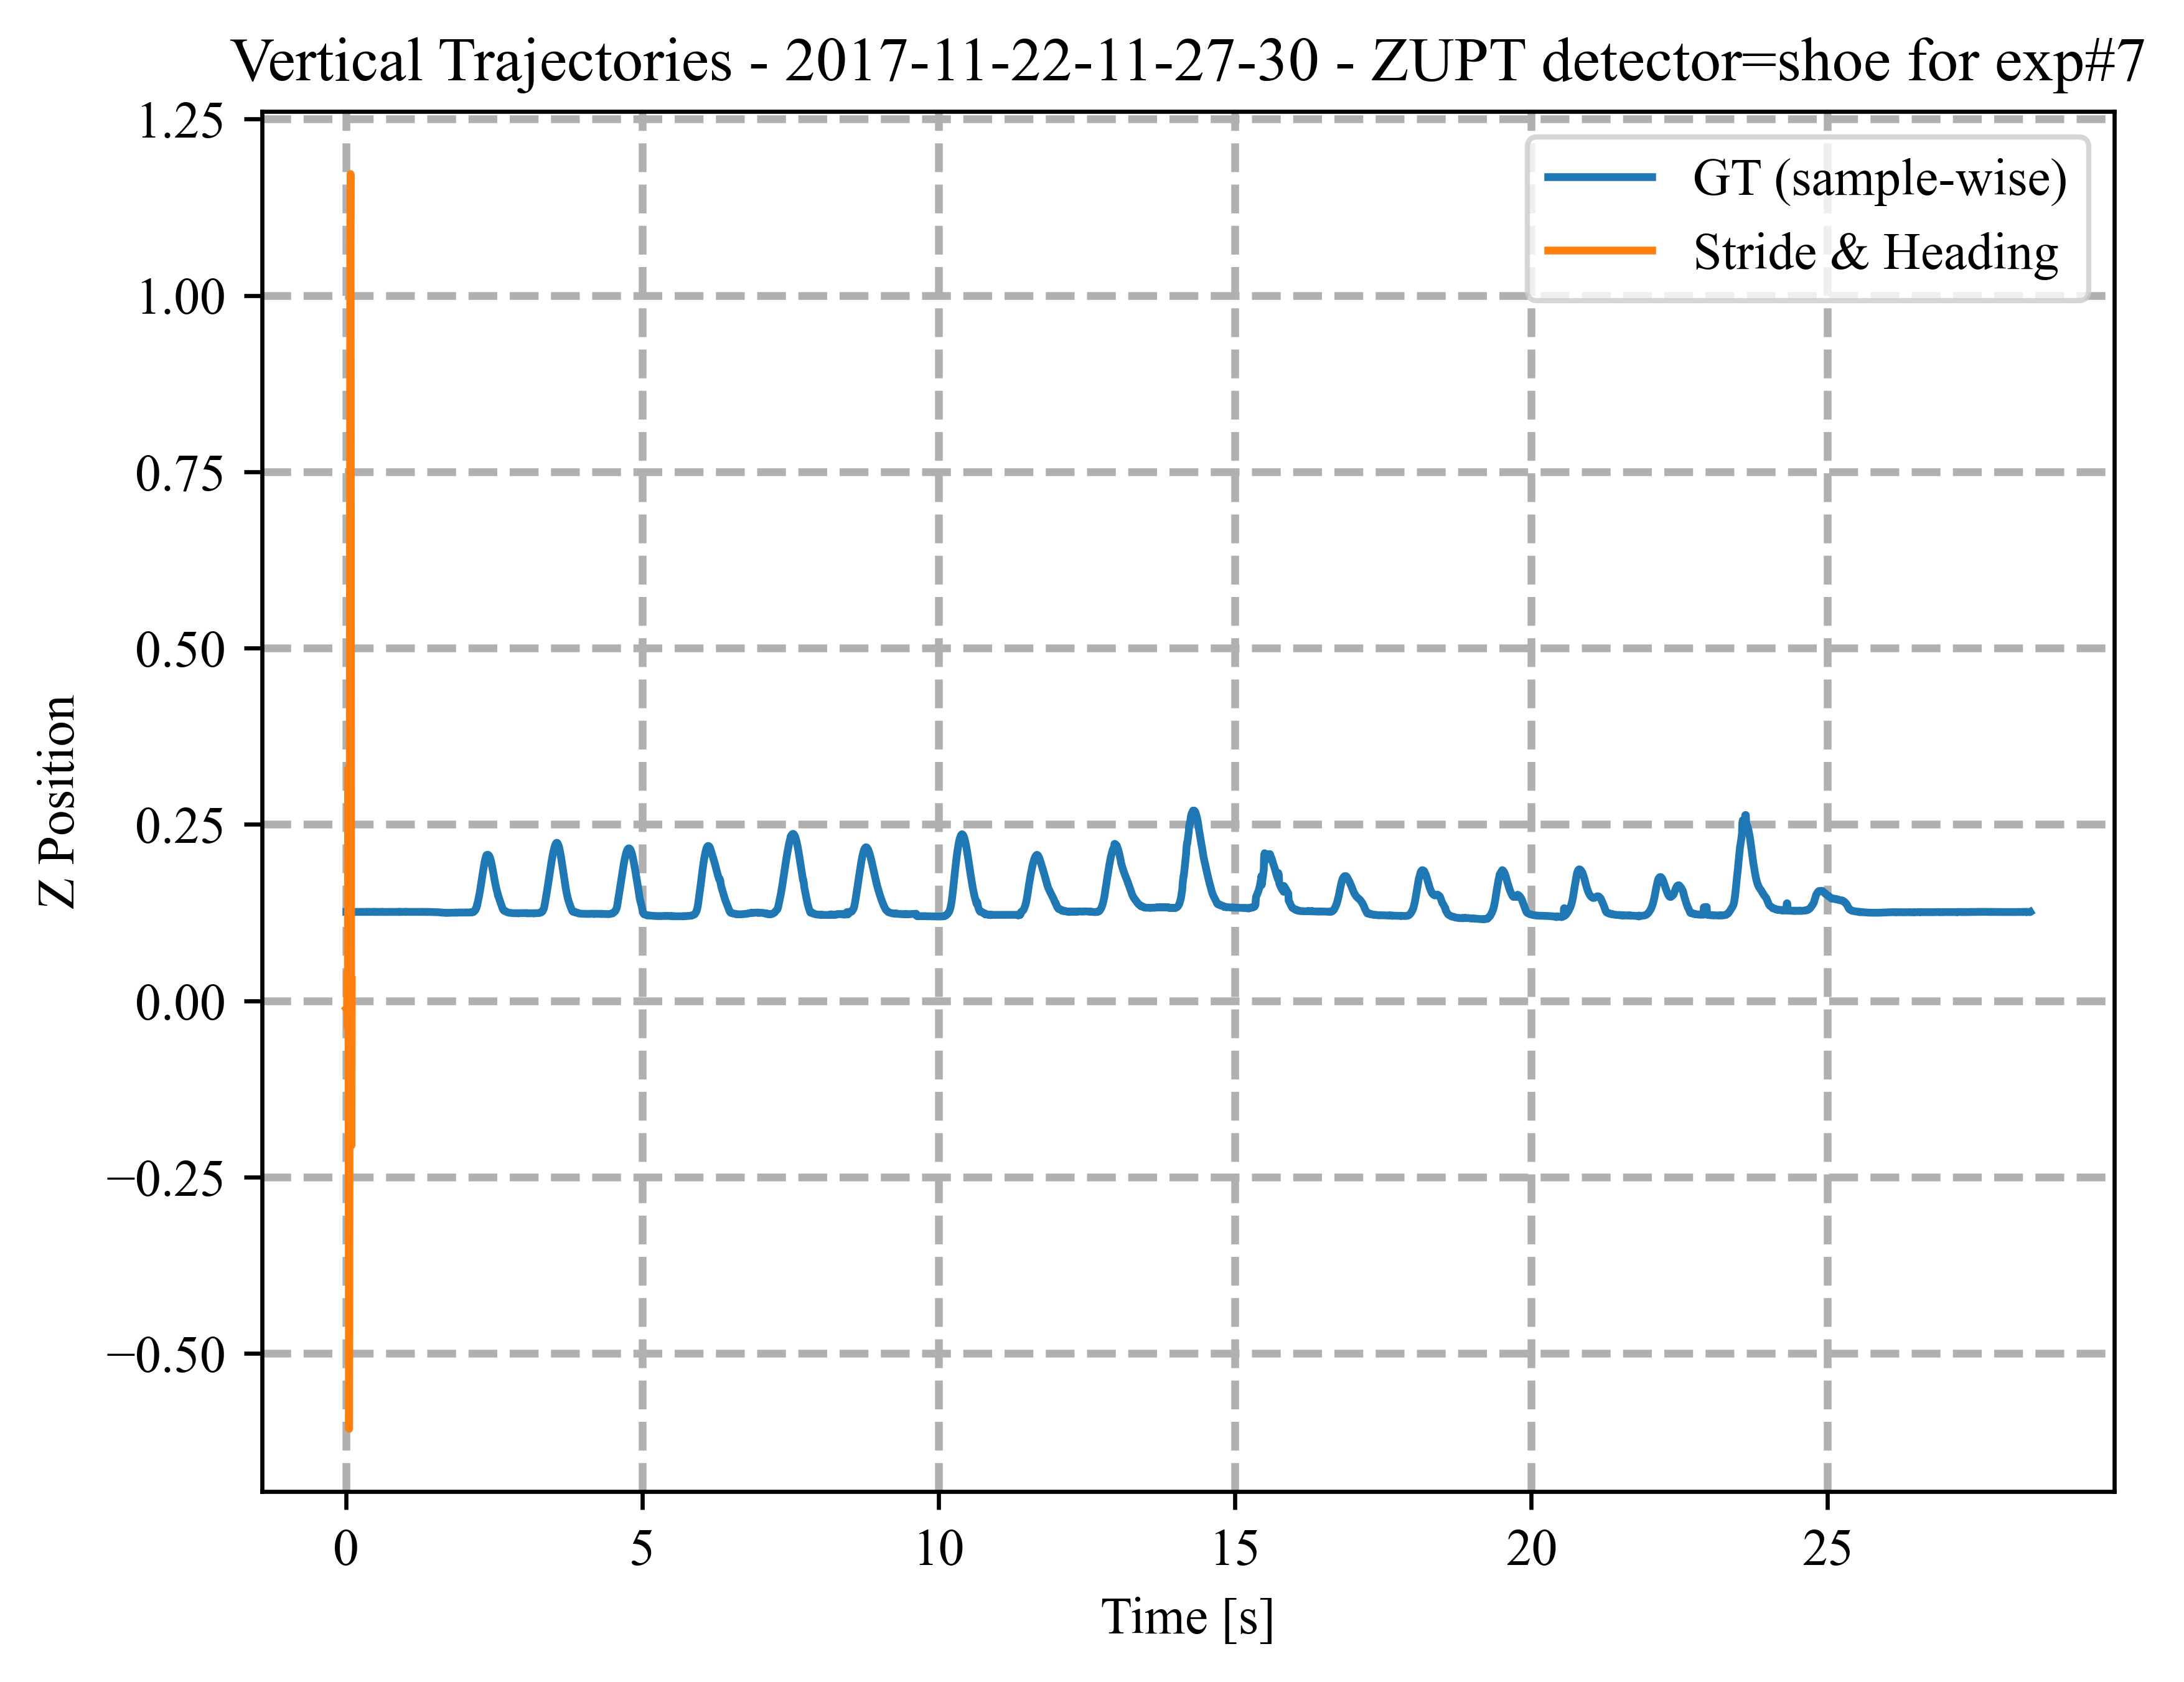 Vertical Trajectories - 2017-11-22-11-27-30 - ZUPT detector=shoe for exp#7
1.25
1.00
0.75
0.50
0.25
0.00
−0.25
−0.50
Z Position
GT (sample-wise)
Stride & Heading
0 5 10 15 20 25
Time [s]